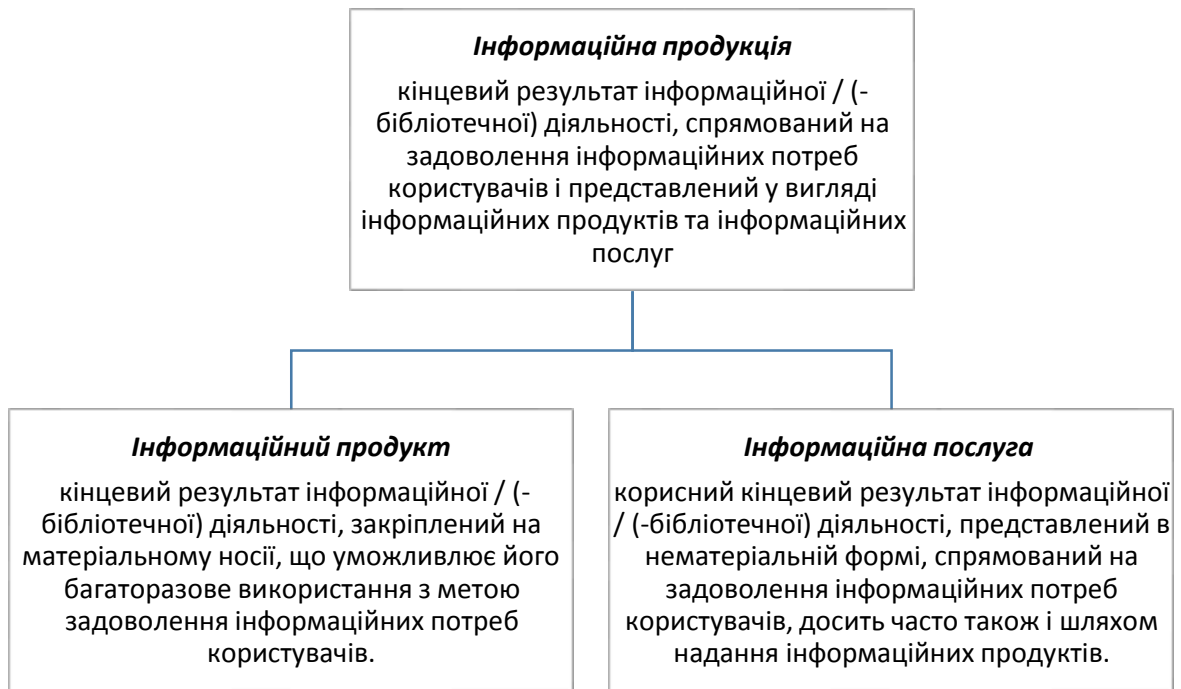 Інформаційна продукція
кінцевий результат інформаційної / (-
бібліотечної) діяльності, спрямований на
задоволення інформаційних потреб
користувачів і представлений у вигляді
інформаційних продуктів та інформаційних
послуг
Інформаційний продукт
кінцевий результат інформаційної / (-
бібліотечної) діяльності, закріплений на
матеріальному носії, що уможливлює його
багаторазове використання з метою
задоволення інформаційних потреб
користувачів.
Інформаційна послуга
корисний кінцевий результат інформаційної
/ (-бібліотечної) діяльності, представлений в
нематеріальній формі, спрямований на
задоволення інформаційних потреб
користувачів, досить часто також і шляхом
надання інформаційних продуктів.